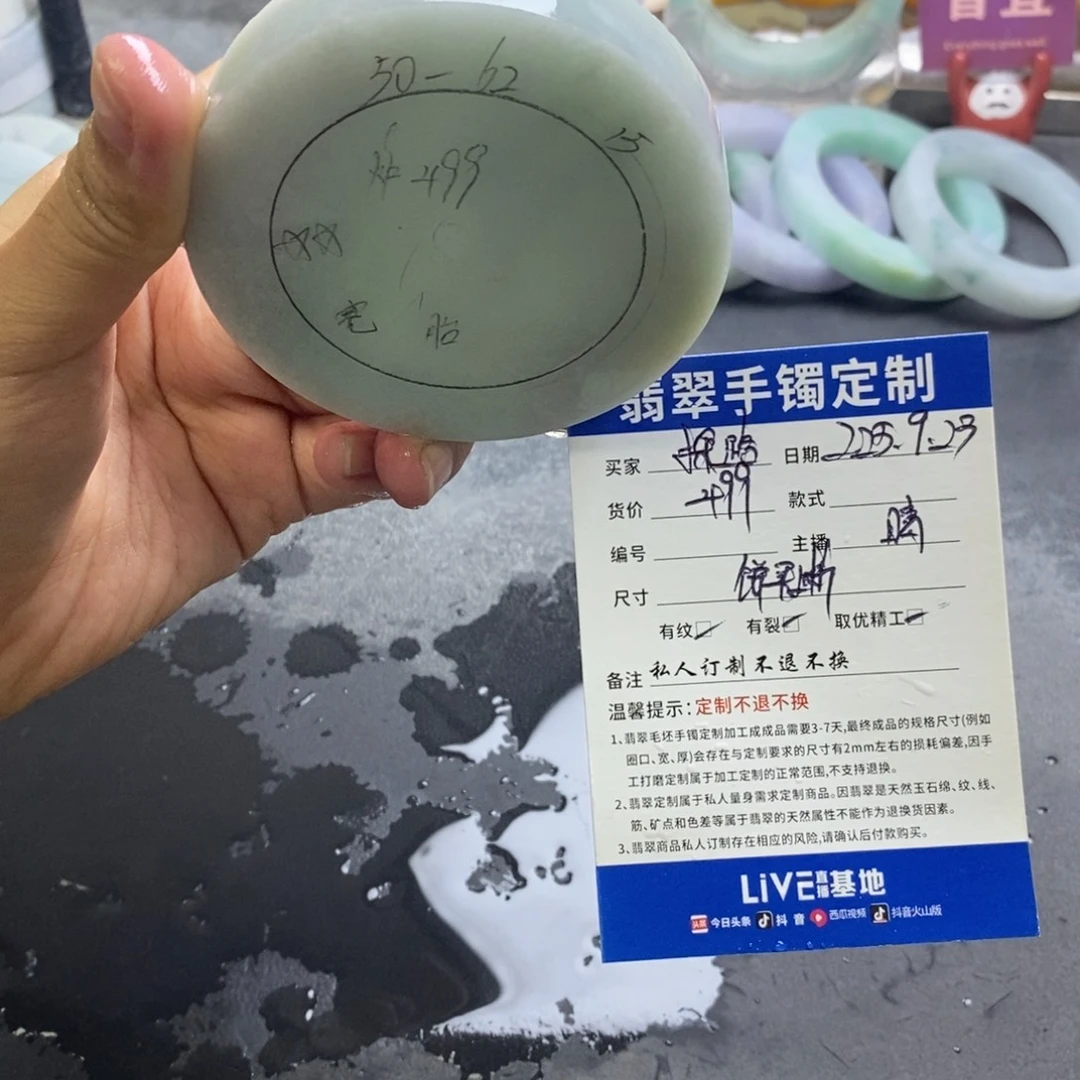 50-62
15
499
胎
翡翠手镯定制
买家 日期 225.9.23
货价 499 款式
编号 主播
尺寸
有纹 有裂 取优精工
备注 私人订制不退不换
温馨提示:定制不退不换
1、翡翠毛坯手镯定制加工成成品需要3-7天,最终成品的规格尺寸(例如
圈口、宽、厚)会存在与定制要求的尺寸有2mm左右的损耗偏差,因手
工打磨定制属于加工定制的正常范围,不支持退换。
2、翡翠定制属于私人量身需求定制商品。因翡翠是天然玉石绵、纹、线、
筋、矿点和色差等属于翡翠的天然属性不能作为退换货因素。
3、翡翠商品私人订制存在相应的风险,请确认后付款购买。
LiVE直播基地
头条 今日头条 抖音 西瓜视频 抖音火山版